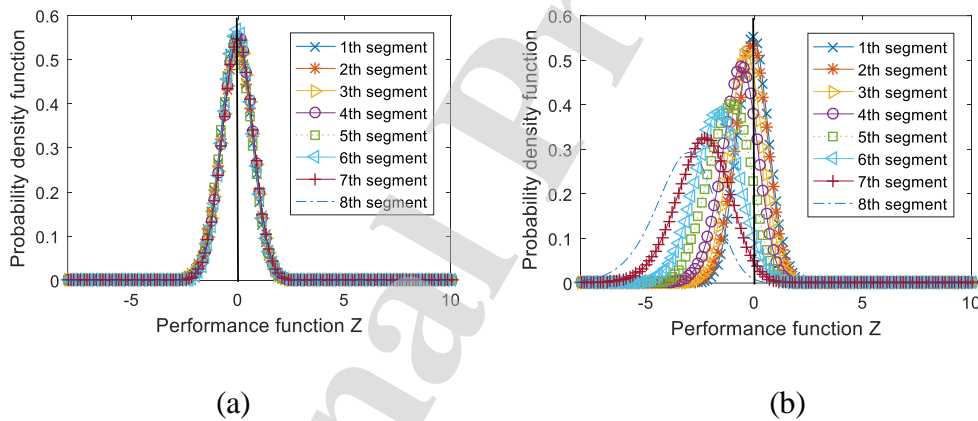 Probability density function
0.6
0.5
0.4
0.3
0.2
0.1
0
-5
0
5
10
Performance function Z
1th segment
2th segment
3th segment
4th segment
5th segment
6th segment
7th segment
8th segment
(a)
Probability density function
0.6
0.5
0.4
0.3
0.2
0.1
0
-5
0
5
10
Performance function Z
1th segment
2th segment
3th segment
4th segment
5th segment
6th segment
7th segment
8th segment
(b)
nal Pr